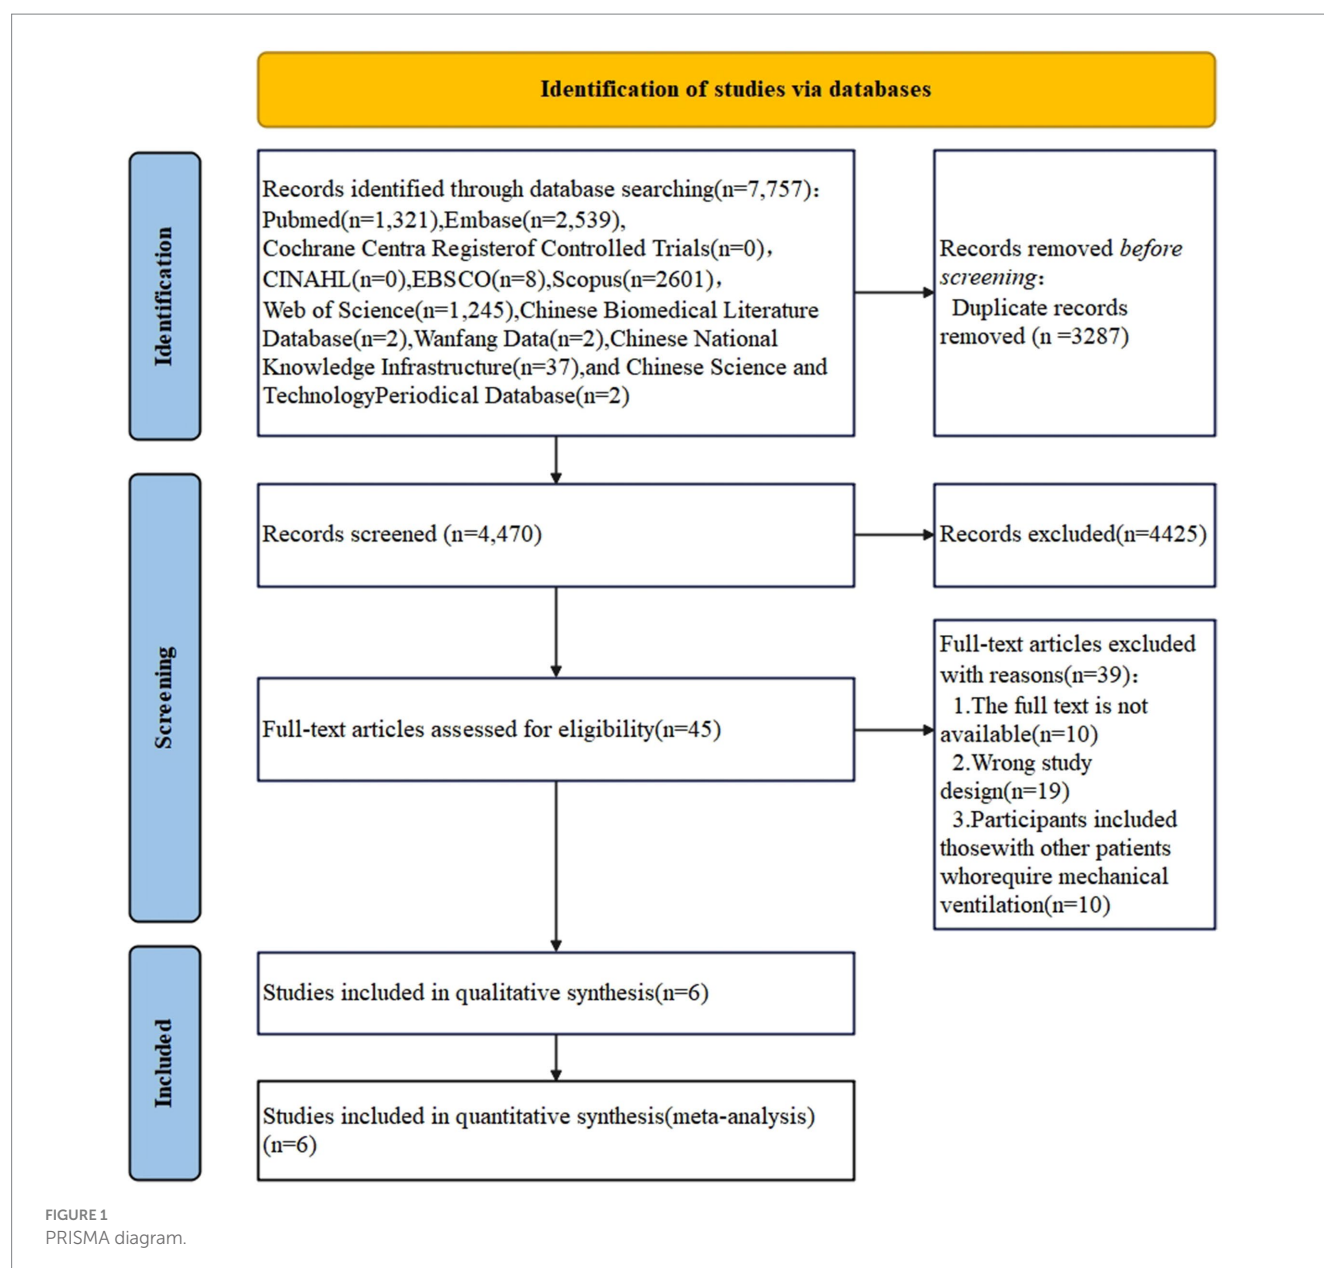 Identification of studies via databases
Identification
Records identified through database searching(n=7,757)：
Pubmed(n=1,321),Embase(n=2,539),
Cochrane Centra Registerof Controlled Trials(n=0)，
CINAHL(n=0),EBSCO(n=8),Scopus(n=2601)，
Web of Science(n=1,245),Chinese Biomedical Literature
Database(n=2),Wanfang Data(n=2),Chinese National
Knowledge Infrastructure(n=37),and Chinese Science and
TechnologyPeriodical Database(n=2)
Records removed before
screening：
Duplicate records
removed (n =3287)
Screening
Records screened (n=4,470)
Records excluded(n=4425)
Full-text articles assessed for eligibility(n=45)
Full-text articles excluded
with reasons(n=39)：
1.The full text is not
available(n=10)
2.Wrong study
design(n=19)
3.Participants included
thosewith other patients
whorequire mechanical
ventilation(n=10)
Included
Studies included in qualitative synthesis(n=6)
Studies included in quantitative synthesis(meta-analysis)
(n=6)
FIGURE 1
PRISMA diagram.